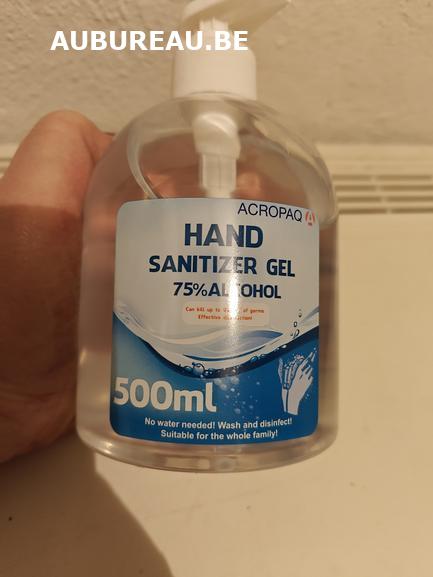 AUBUREAU.BE
ACROPAQ
HAND
SANITIZER GEL
75%ALCOHOL
Can kill up to of germs
Effective
500ml
No water needed! Wash and disinfect!
Suitable for the whole family!